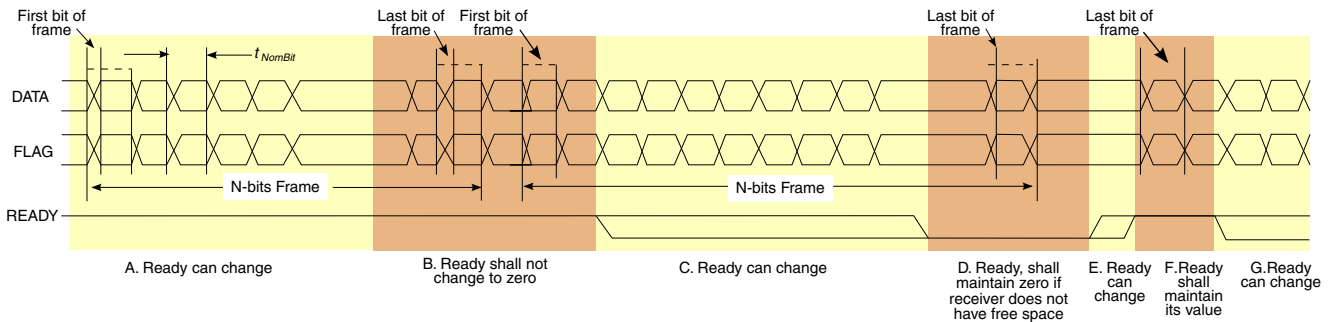 First bit of
frame
t NomBit
Last bit of
frame
First bit of
frame
Last bit of
frame
Last bit of
frame
DATA
FLAG
N-bits Frame
N-bits Frame
READY
A. Ready can change
B. Ready shall not
change to zero
C. Ready can change
D. Ready, shall
maintain zero if
receiver does not
have free space
E. Ready
can
change
F.Ready
shall
maintain
its value
G.Ready
can change